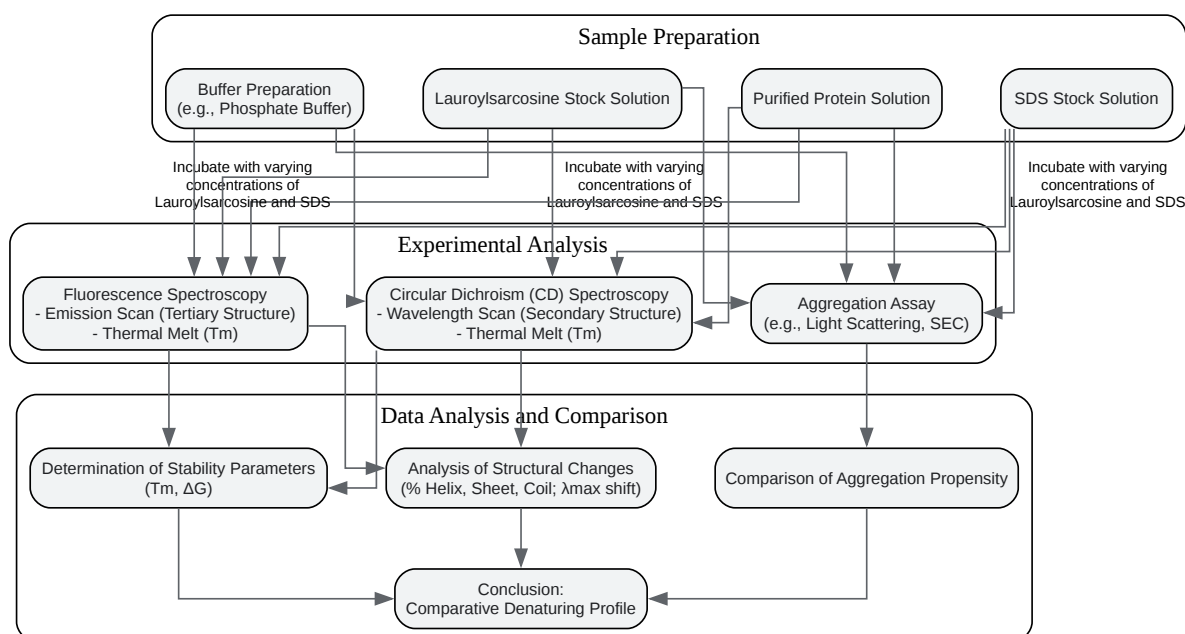 Sample Preparation
Buffer Preparation
(e.g., Phosphate Buffer)
Lauroylsarcosine Stock Solution
Purified Protein Solution
SDS Stock Solution
Incubate with varying
concentrations of
Lauroylsarcosine and SDS
Incubate with varying
concentrations of
Lauroylsarcosine and SDS
Incubate with varying
concentrations of
Lauroylsarcosine and SDS
Experimental Analysis
Fluorescence Spectroscopy
- Emission Scan (Tertiary Structure)
- Thermal Melt (Tm)
Circular Dichroism (CD) Spectroscopy
- Wavelength Scan (Secondary Structure)
- Thermal Melt (Tm)
Aggregation Assay
(e.g., Light Scattering, SEC)
Data Analysis and Comparison
Determination of Stability Parameters
(Tm, ΔG)
Analysis of Structural Changes
(% Helix, Sheet, Coil; λmax shift)
Comparison of Aggregation Propensity
Conclusion:
Comparative Denaturing Profile